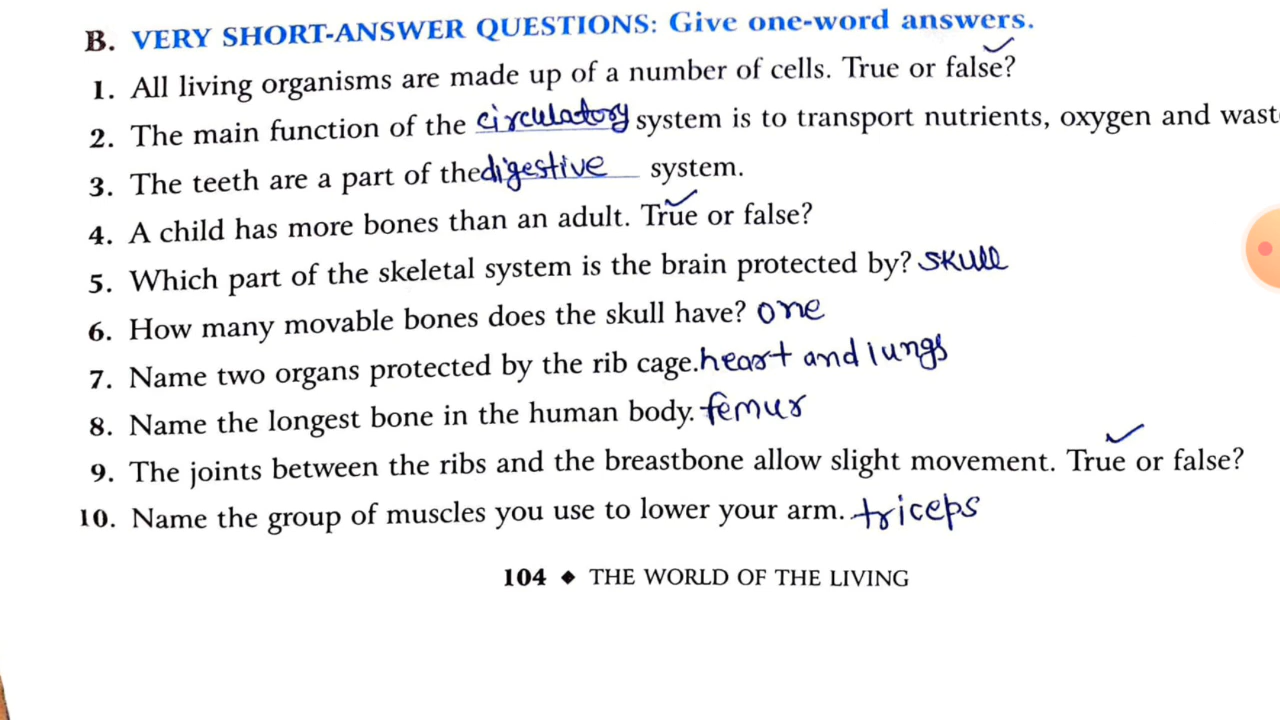 B. VERY SHORT-ANSWER QUESTIONS: Give one-word answers.
1. All living organisms are made up of a number of cells. True or false?
2. The main function of the circulatory system is to transport nutrients, oxygen and wast
3. The teeth are a part of the digestive system.
4. A child has more bones than an adult. True or false?
5. Which part of the skeletal system is the brain protected by? skull
6. How many movable bones does the skull have? one
7. Name two organs protected by the rib cage. heart and lungs
8. Name the longest bone in the human body. femur
9. The joints between the ribs and the breastbone allow slight movement. True or false?
10. Name the group of muscles you use to lower your arm. triceps
104 ◆ THE WORLD OF THE LIVING